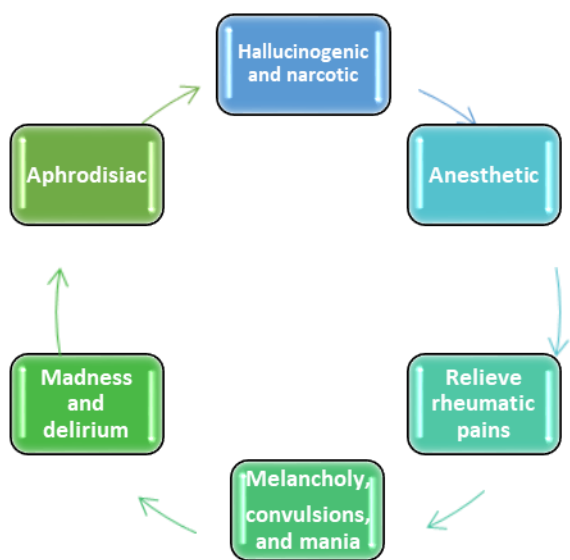 Hallucinogenic
and narcotic
Anesthetic
Relieve
rheumatic
pains
Melancholy,
convulsions,
and mania
Madness
and
delirium
Aphrodisiac